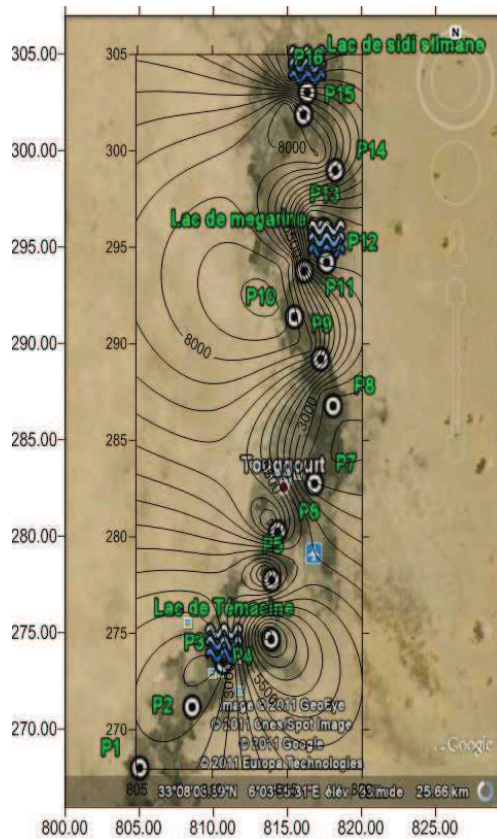 305.00
300.00
295.00
290.00
285.00
280.00
275.00
270.00
800.00
805.00
810.00
815.00
820.00
825.00
305
300
295
290
285
280
275
270
805
820
N
Lac de sidi slimane
P16
P15
8000
P14
P13
Lac de megarine
P12
P11
P10
P9
8000
P8
3000
Touggourt
P7
P6
P5
Lac de Témacine
P3
P4
5500
P2
Image © 2011 GeoEye
© 2011 Cnes/Spot Image
© 2011 Google
© 2011 Europa Technologies
P1
Google
25.66 km